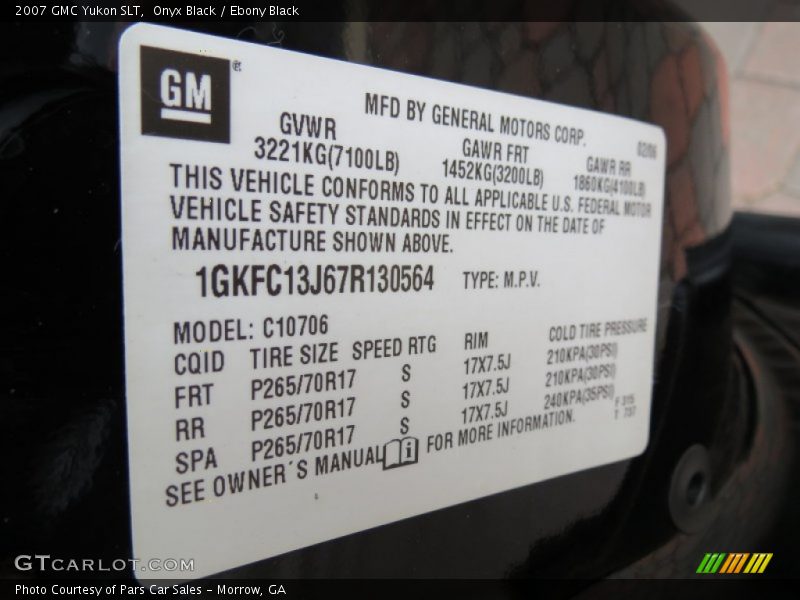 2007 GMC Yukon SLT, Onyx Black / Ebony Black
GM ®
MFD BY GENERAL MOTORS CORP. 02/06
GVWR GAWR FRT GAWR RR
3221KG(7100LB) 1452KG(3200LB) 1860KG(4100LB)
THIS VEHICLE CONFORMS TO ALL APPLICABLE U.S. FEDERAL MOTOR
VEHICLE SAFETY STANDARDS IN EFFECT ON THE DATE OF
MANUFACTURE SHOWN ABOVE.
1GKFC13J67R130564 TYPE: M.P.V.
MODEL: C10706
CQID TIRE SIZE SPEED RTG RIM COLD TIRE PRESSURE
FRT P265/70R17 S 17X7.5J 210KPA(30PSI)
RR P265/70R17 S 17X7.5J 210KPA(30PSI)
SPA P265/70R17 S 17X7.5J 240KPA(35PSI)
SEE OWNER´S MANUAL i FOR MORE INFORMATION.
GTCARLOT.COM
Photo Courtesy of Pars Car Sales - Morrow, GA